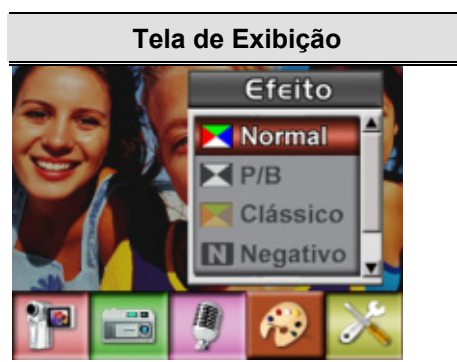 Tela de Exibição
Efeito
Normal
P/B
Clássico
N Negativo